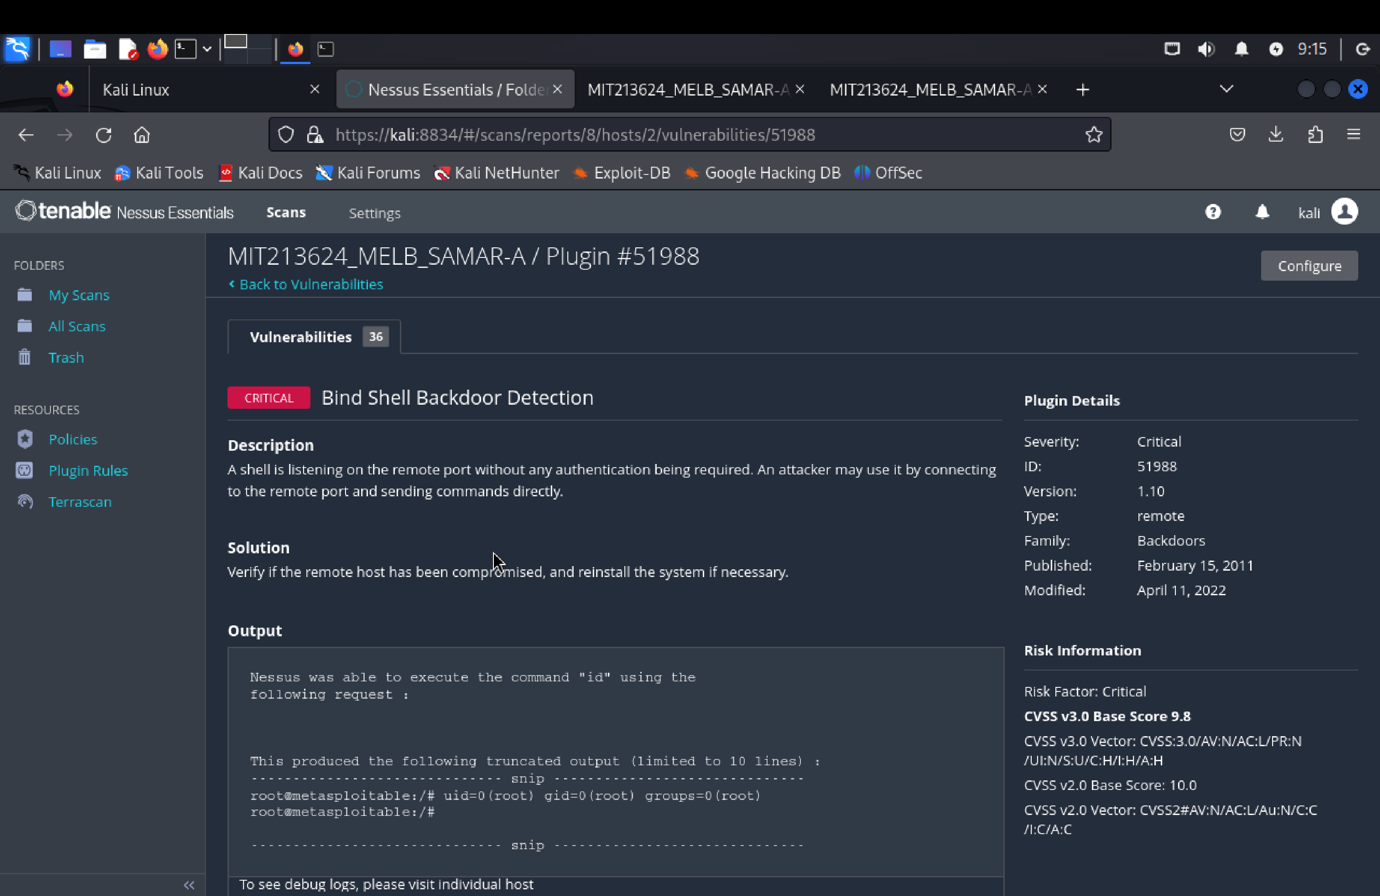 9:15
Kali Linux
Nessus Essentials / Folde
MIT213624_MELB_SAMAR-A
MIT213624_MELB_SAMAR-A
https://kali:8834/#/scans/reports/8/hosts/2/vulnerabilities/51988
Kali Linux
Kali Tools
Kali Docs
Kali Forums
Kali NetHunter
Exploit-DB
Google Hacking DB
OffSec
tenable Nessus Essentials
Scans
Settings
kali
FOLDERS
My Scans
All Scans
Trash
RESOURCES
Policies
Plugin Rules
Terrascan
MIT213624_MELB_SAMAR-A / Plugin #51988
Back to Vulnerabilities
Configure
Vulnerabilities 36
CRITICAL Bind Shell Backdoor Detection
Description
A shell is listening on the remote port without any authentication being required. An attacker may use it by connecting
to the remote port and sending commands directly.
Solution
Verify if the remote host has been compromised, and reinstall the system if necessary.
Output
Nessus was able to execute the command "id" using the
following request :
This produced the following truncated output (limited to 10 lines) :
------------------------------ snip ------------------------------
root@metasploitable:/# uid=0(root) gid=0(root) groups=0(root)
root@metasploitable:/#
------------------------------ snip ------------------------------
To see debug logs, please visit individual host
Plugin Details
Severity: Critical
ID: 51988
Version: 1.10
Type: remote
Family: Backdoors
Published: February 15, 2011
Modified: April 11, 2022
Risk Information
Risk Factor: Critical
CVSS v3.0 Base Score 9.8
CVSS v3.0 Vector: CVSS:3.0/AV:N/AC:L/PR:N
/UI:N/S:U/C:H/I:H/A:H
CVSS v2.0 Base Score: 10.0
CVSS v2.0 Vector: CVSS2#AV:N/AC:L/Au:N/C:C
/I:C/A:C